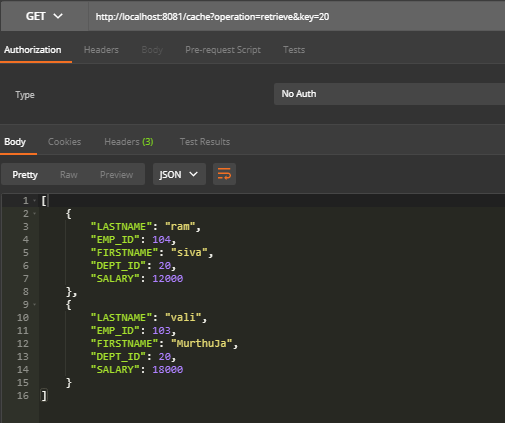 GET http://localhost:8081/cache?operation=retrieve&key=20
Authorization Headers Body Pre-request Script Tests
Type No Auth
Body Cookies Headers (3) Test Results
Pretty Raw Preview JSON
1 [
2 {
3 "LASTNAME": "ram",
4 "EMP_ID": 104,
5 "FIRSTNAME": "siva",
6 "DEPT_ID": 20,
7 "SALARY": 12000
8 },
9 {
10 "LASTNAME": "vali",
11 "EMP_ID": 103,
12 "FIRSTNAME": "MurthuJa",
13 "DEPT_ID": 20,
14 "SALARY": 18000
15 }
16 ]